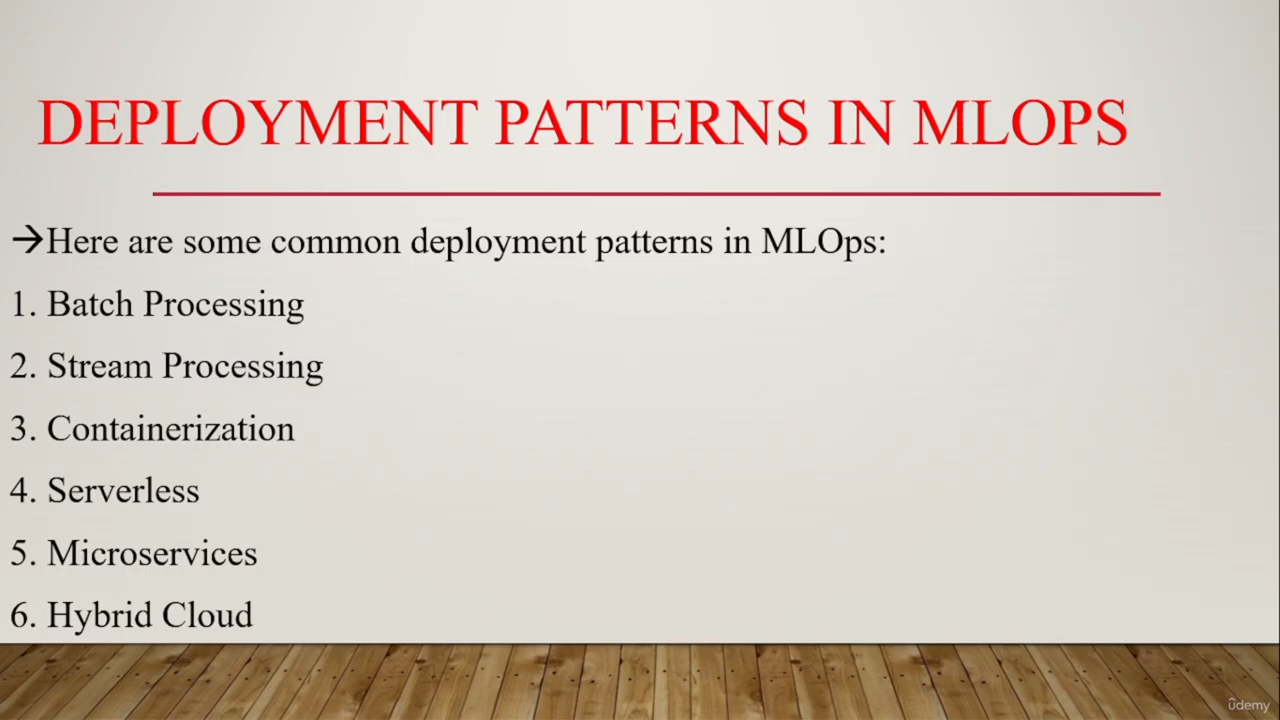 DEPLOYMENT PATTERNS IN MLOPS
→Here are some common deployment patterns in MLOps:
1. Batch Processing
2. Stream Processing
3. Containerization
4. Serverless
5. Microservices
6. Hybrid Cloud
ûdemy